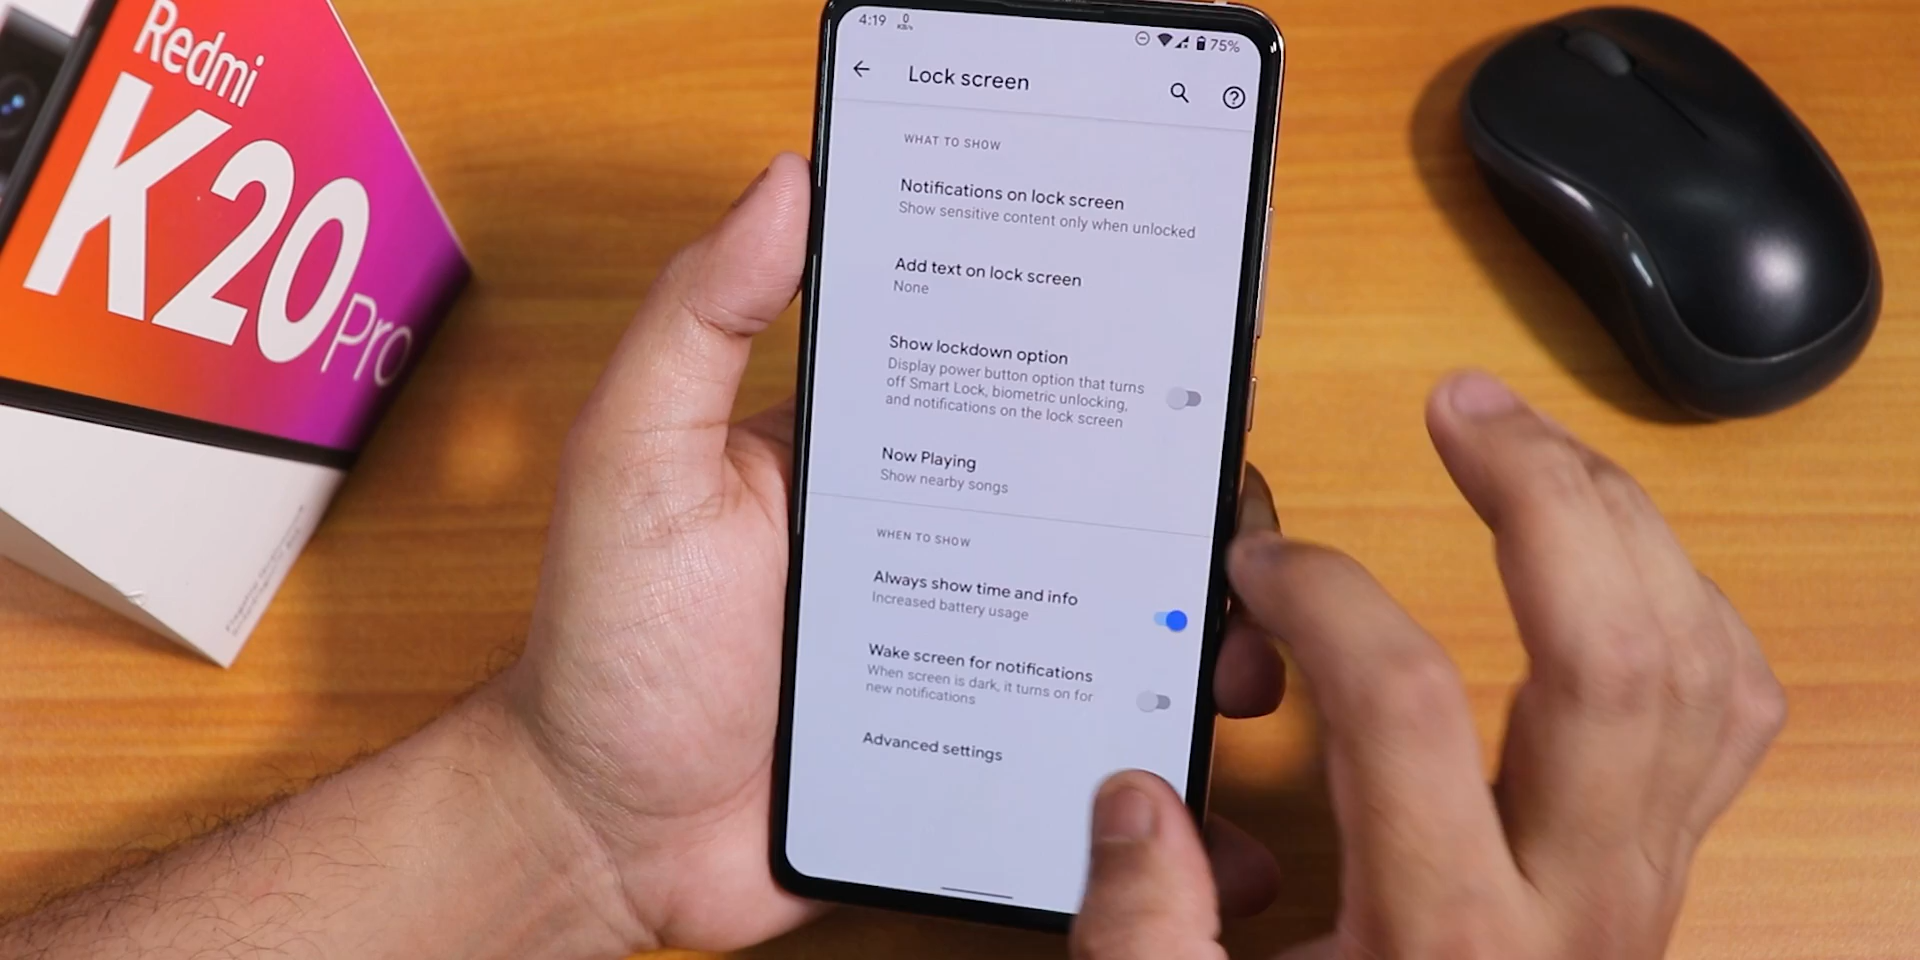 Redmi
K20 Pro
4:19
0
KB/s
75%
Lock screen
WHAT TO SHOW
Notifications on lock screen
Show sensitive content only when unlocked
Add text on lock screen
None
Show lockdown option
Display power button option that turns
off Smart Lock, biometric unlocking,
and notifications on the lock screen
Now Playing
Show nearby songs
WHEN TO SHOW
Always show time and info
Increased battery usage
Wake screen for notifications
When screen is dark, it turns on for
new notifications
Advanced settings